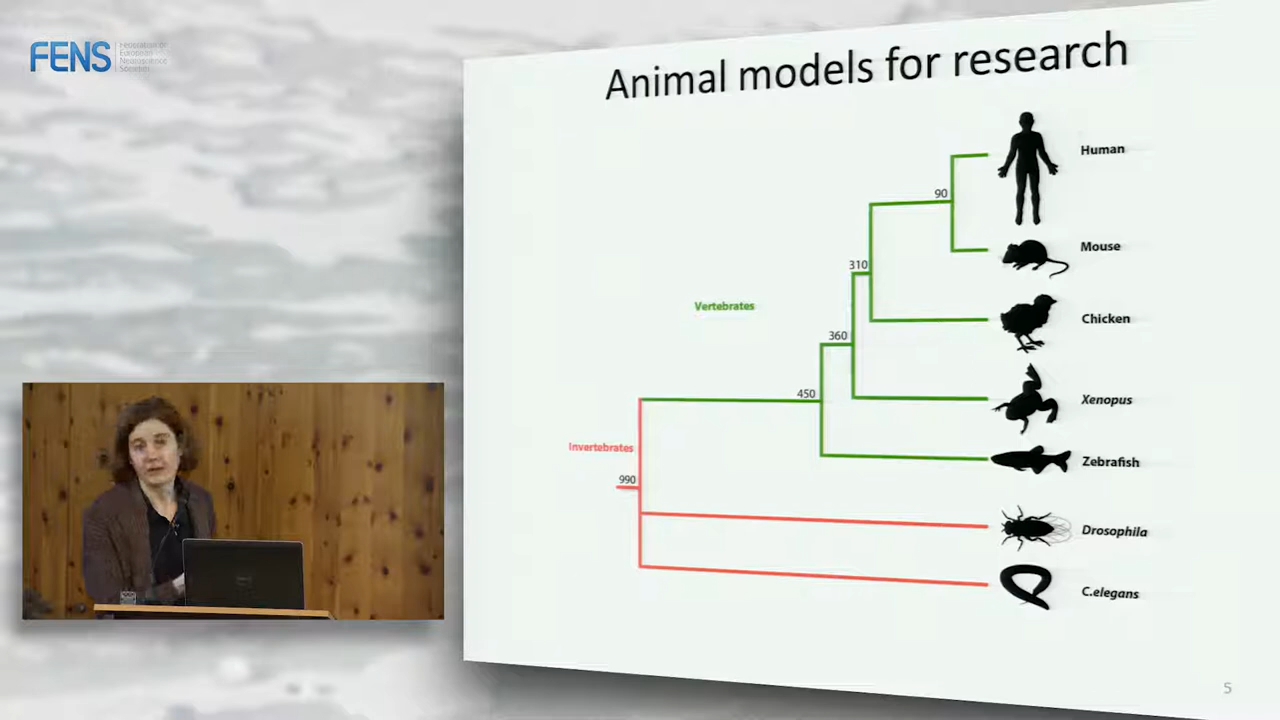 FENS
Federation of
European
Neuroscience
Societies
Animal models for research
Human
90
Mouse
310
Vertebrates
Chicken
360
450
Xenopus
Invertebrates
Zebrafish
990
Drosophila
C.elegans
5